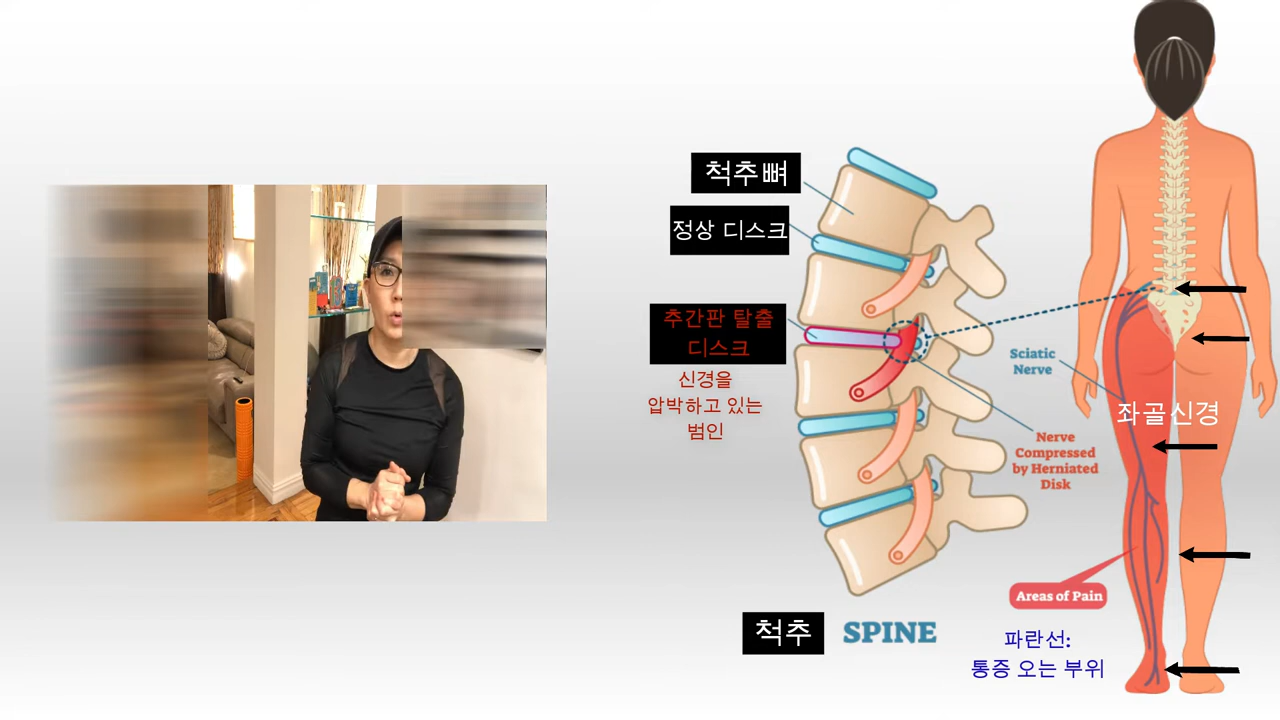 척추뼈
정상 디스크
추간판 탈출
디스크
신경을
압박하고 있는
범인
Sciatic
Nerve
좌골신경
Nerve
Compressed
by Herniated
Disk
Areas of Pain
척추
SPINE
파란선:
통증 오는 부위